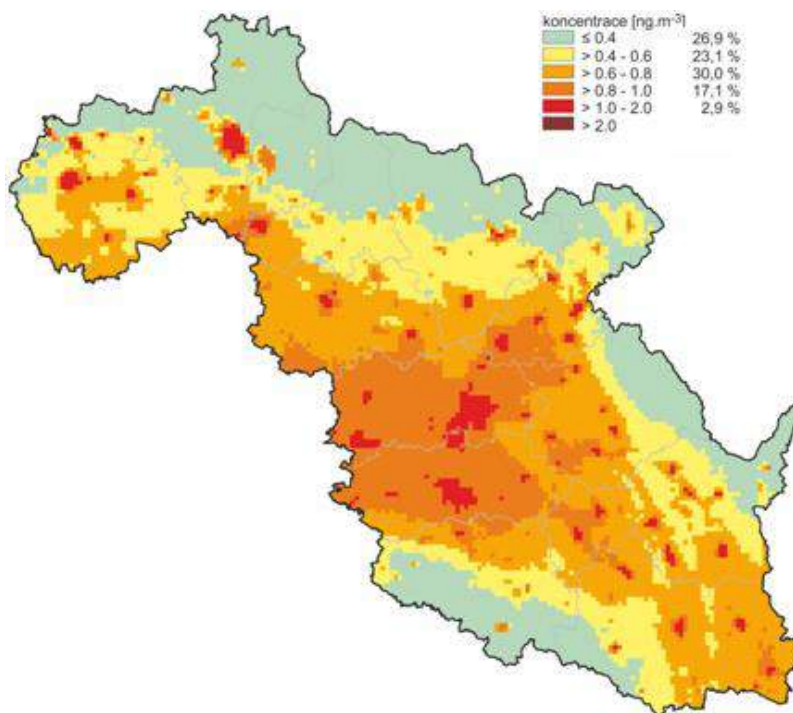 koncentrace [ng.m-3]
≤ 0.4 26,9 %
> 0.4 - 0.6 23,1 %
> 0.6 - 0.8 30,0 %
> 0.8 - 1.0 17,1 %
> 1.0 - 2.0 2,9 %
> 2.0